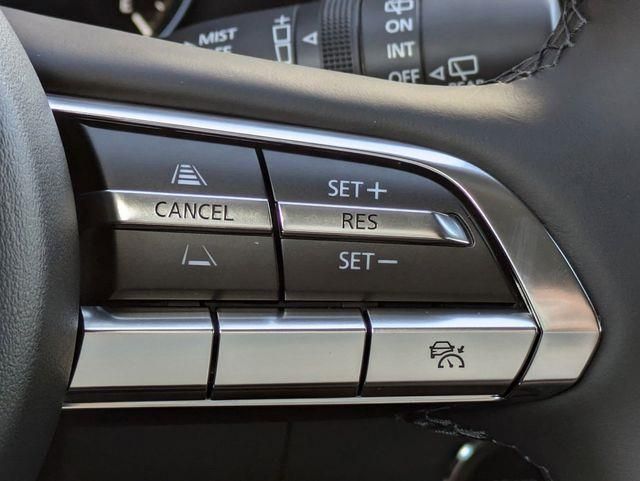 MIST
ON
INT
OFF
SET+
CANCEL
RES
SET−